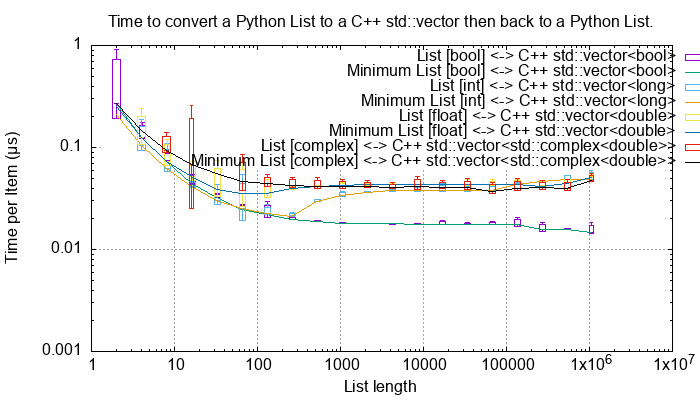 Time to convert a Python List to a C++ std::vector then back to a Python List.
1
List [bool] <-> C++ std::vector<bool>
Minimum List [bool] <-> C++ std::vector<bool>
List [int] <-> C++ std::vector<long>
Minimum List [int] <-> C++ std::vector<long>
List [float] <-> C++ std::vector<double>
Minimum List [float] <-> C++ std::vector<double>
0.1
List [complex] <-> C++ std::vector<std::complex<double>>
Minimum List [complex] <-> C++ std::vector<std::complex<double>>
Time per Item (µs)
0.01
0.001
1 10 100 1000 10000 100000 1x10⁶ 1x10⁷
List length